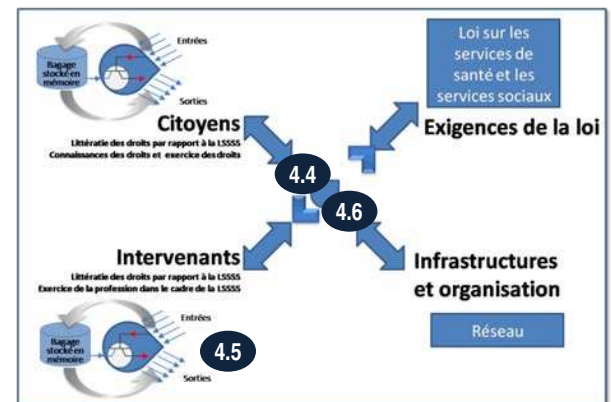 Entrées
Bagage
stocké en
mémoire
Sorties
Citoyens
Littératie des droits par rapport à la LSSSS
Connaissances des droits et exercice des droits
Loi sur les
services de
santé et les
services sociaux
Exigences de la loi
4.4
4.6
Intervenants
Littératie des droits par rapport à la LSSSS
Exercice de la profession dans le cadre de la LSSSS
Entrées
Bagage
stocké en
mémoire
4.5
Sorties
Infrastructures
et organisation
Réseau